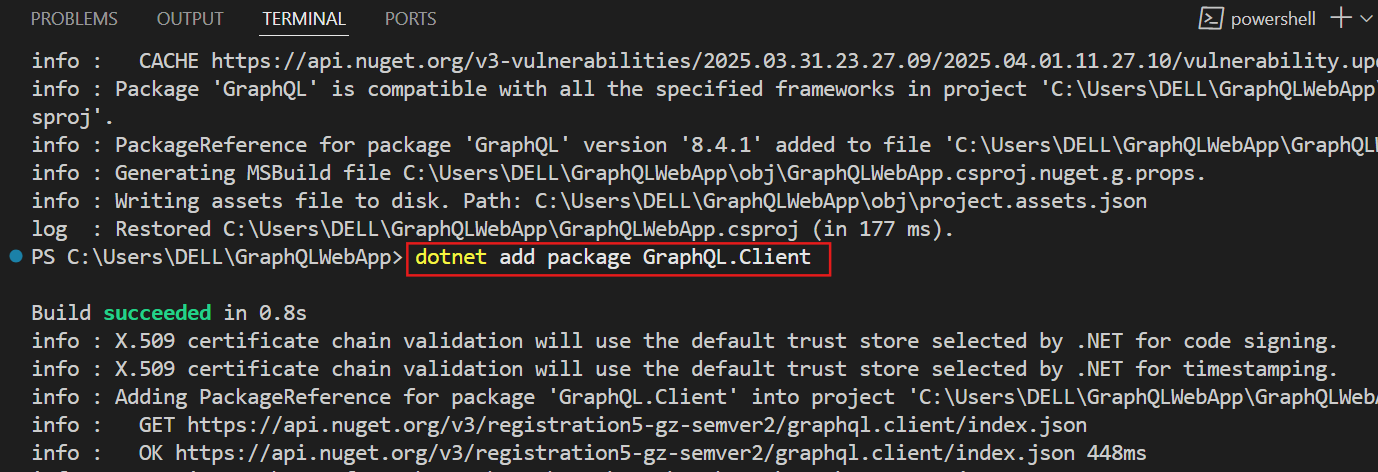 PROBLEMS OUTPUT TERMINAL PORTS powershell
info :   CACHE https://api.nuget.org/v3-vulnerabilities/2025.03.31.23.27.09/2025.04.01.11.27.10/vulnerability.upd
info : Package 'GraphQL' is compatible with all the specified frameworks in project 'C:\Users\DELL\GraphQLWebApp\
sproj'.
info : PackageReference for package 'GraphQL' version '8.4.1' added to file 'C:\Users\DELL\GraphQLWebApp\GraphQLW
info : Generating MSBuild file C:\Users\DELL\GraphQLWebApp\obj\GraphQLWebApp.csproj.nuget.g.props.
info : Writing assets file to disk. Path: C:\Users\DELL\GraphQLWebApp\obj\project.assets.json
log  : Restored C:\Users\DELL\GraphQLWebApp\GraphQLWebApp.csproj (in 177 ms).
PS C:\Users\DELL\GraphQLWebApp> dotnet add package GraphQL.Client
Build succeeded in 0.8s
info : X.509 certificate chain validation will use the default trust store selected by .NET for code signing.
info : X.509 certificate chain validation will use the default trust store selected by .NET for timestamping.
info : Adding PackageReference for package 'GraphQL.Client' into project 'C:\Users\DELL\GraphQLWebApp\GraphQLWebA
info :   GET https://api.nuget.org/v3/registration5-gz-semver2/graphql.client/index.json
info :   OK https://api.nuget.org/v3/registration5-gz-semver2/graphql.client/index.json 448ms